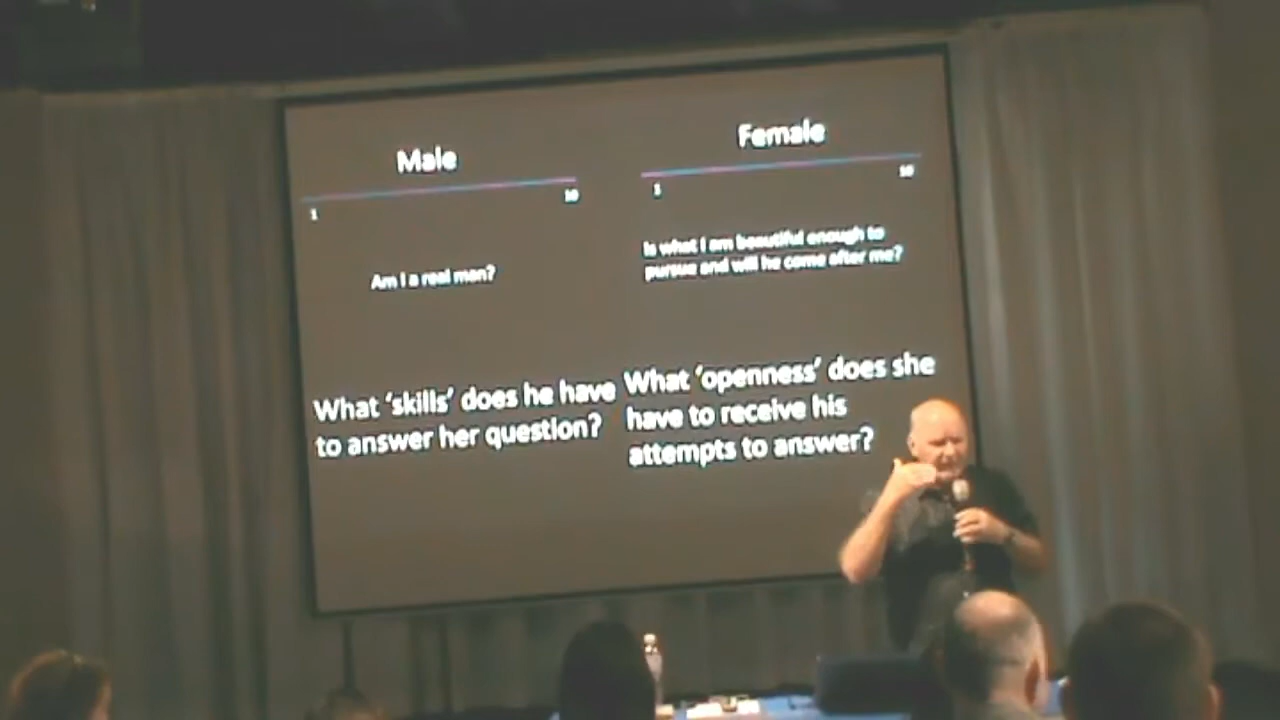 Male
1 10
Am I a real man?
What ‘skills’ does he have
to answer her question?
Female
1 10
Is what I am beautiful enough to
pursue and will he come after me?
What ‘openness’ does she
have to receive his
attempts to answer?